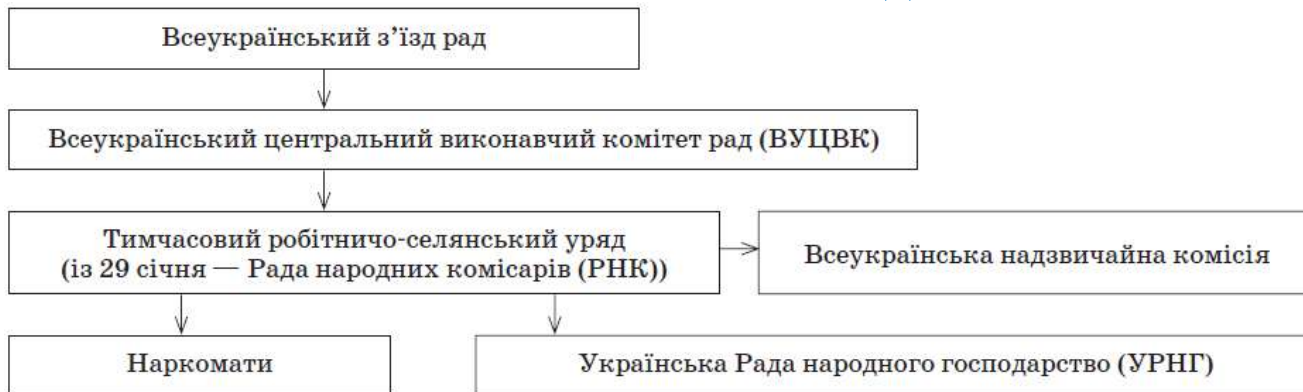 Всеукраїнський з’їзд рад
Всеукраїнський центральний виконавчий комітет рад (ВУЦВК)
Тимчасовий робітничо-селянський уряд
(із 29 січня — Рада народних комісарів (РНК))
Всеукраїнська надзвичайна комісія
Наркомати
Українська Рада народного господарство (УРНГ)